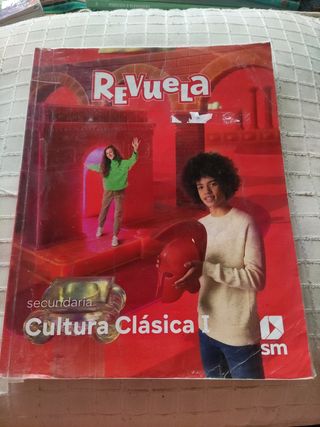 REVUELA
secundaria
Cultura Clásica I
sm